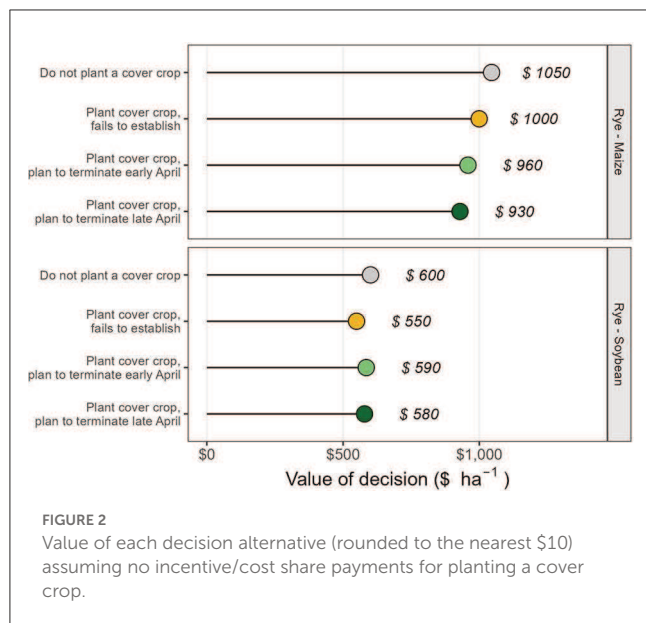 Do not plant a cover crop
$ 1050
Plant cover crop,
fails to establish
$ 1000
Plant cover crop,
plan to terminate early April
$ 960
Plant cover crop,
plan to terminate late April
$ 930
Rye - Maize
Do not plant a cover crop
$ 600
Plant cover crop,
fails to establish
$ 550
Plant cover crop,
plan to terminate early April
$ 590
Plant cover crop,
plan to terminate late April
$ 580
Rye - Soybean
$0 $500 $1,000
Value of decision ($ ha⁻¹ )
FIGURE 2
Value of each decision alternative (rounded to the nearest $10)
assuming no incentive/cost share payments for planting a cover
crop.